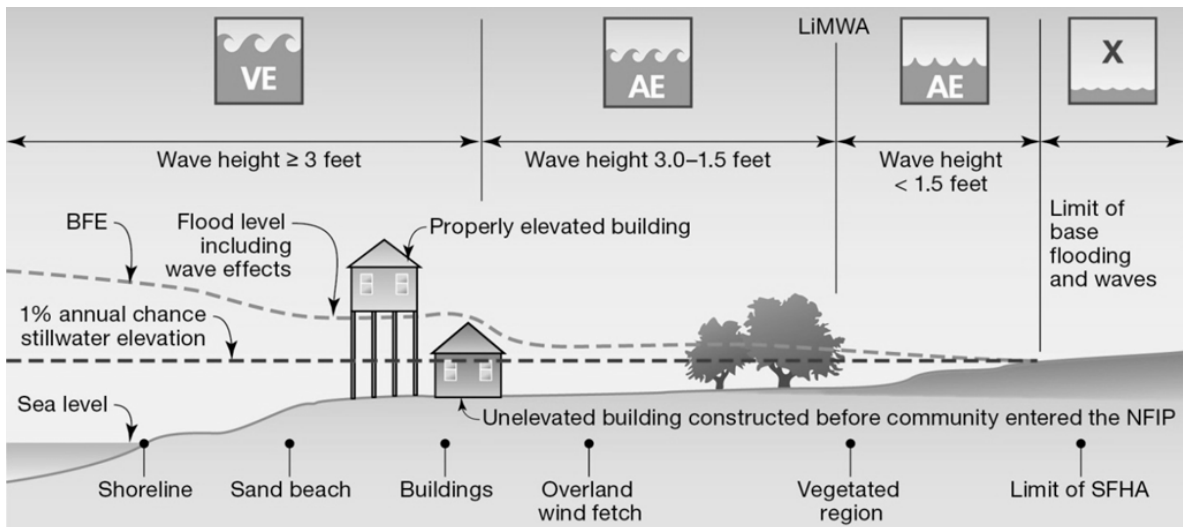 VE
AE
LiMWA
AE
X
Wave height ≥ 3 feet
Wave height 3.0–1.5 feet
Wave height
< 1.5 feet
BFE
Flood level
including
wave effects
Properly elevated building
Limit of
base
flooding
and waves
1% annual chance
stillwater elevation
Sea level
Unelevated building constructed before community entered the NFIP
Shoreline
Sand beach
Buildings
Overland
wind fetch
Vegetated
region
Limit of SFHA